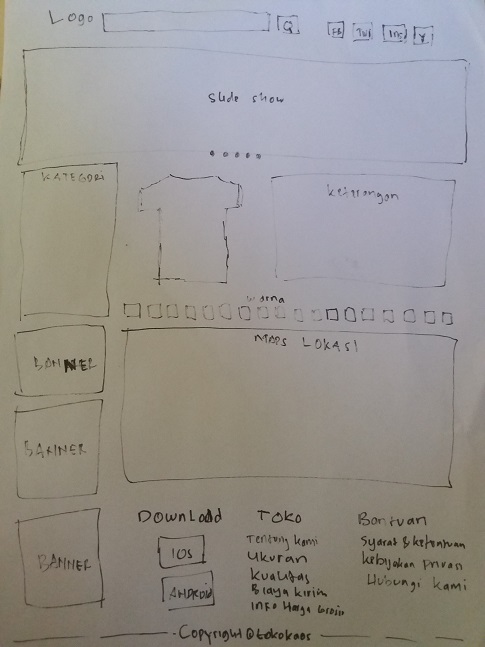 Logo
Q
FB
TWI
INS
Y
Slide show
KATEGORI
Keterangan
warna
MAPS LOKASI
BANNER
BANNER
BANNER
Download
IOS
ANDROID
Toko
Tentang kami
Ukuran
Kualitas
Biaya kirim
Info Harga Grosir
Bantuan
Syarat & ketentuan
kebijakan Privasi
Hubungi kami
Copyright@tokokaos